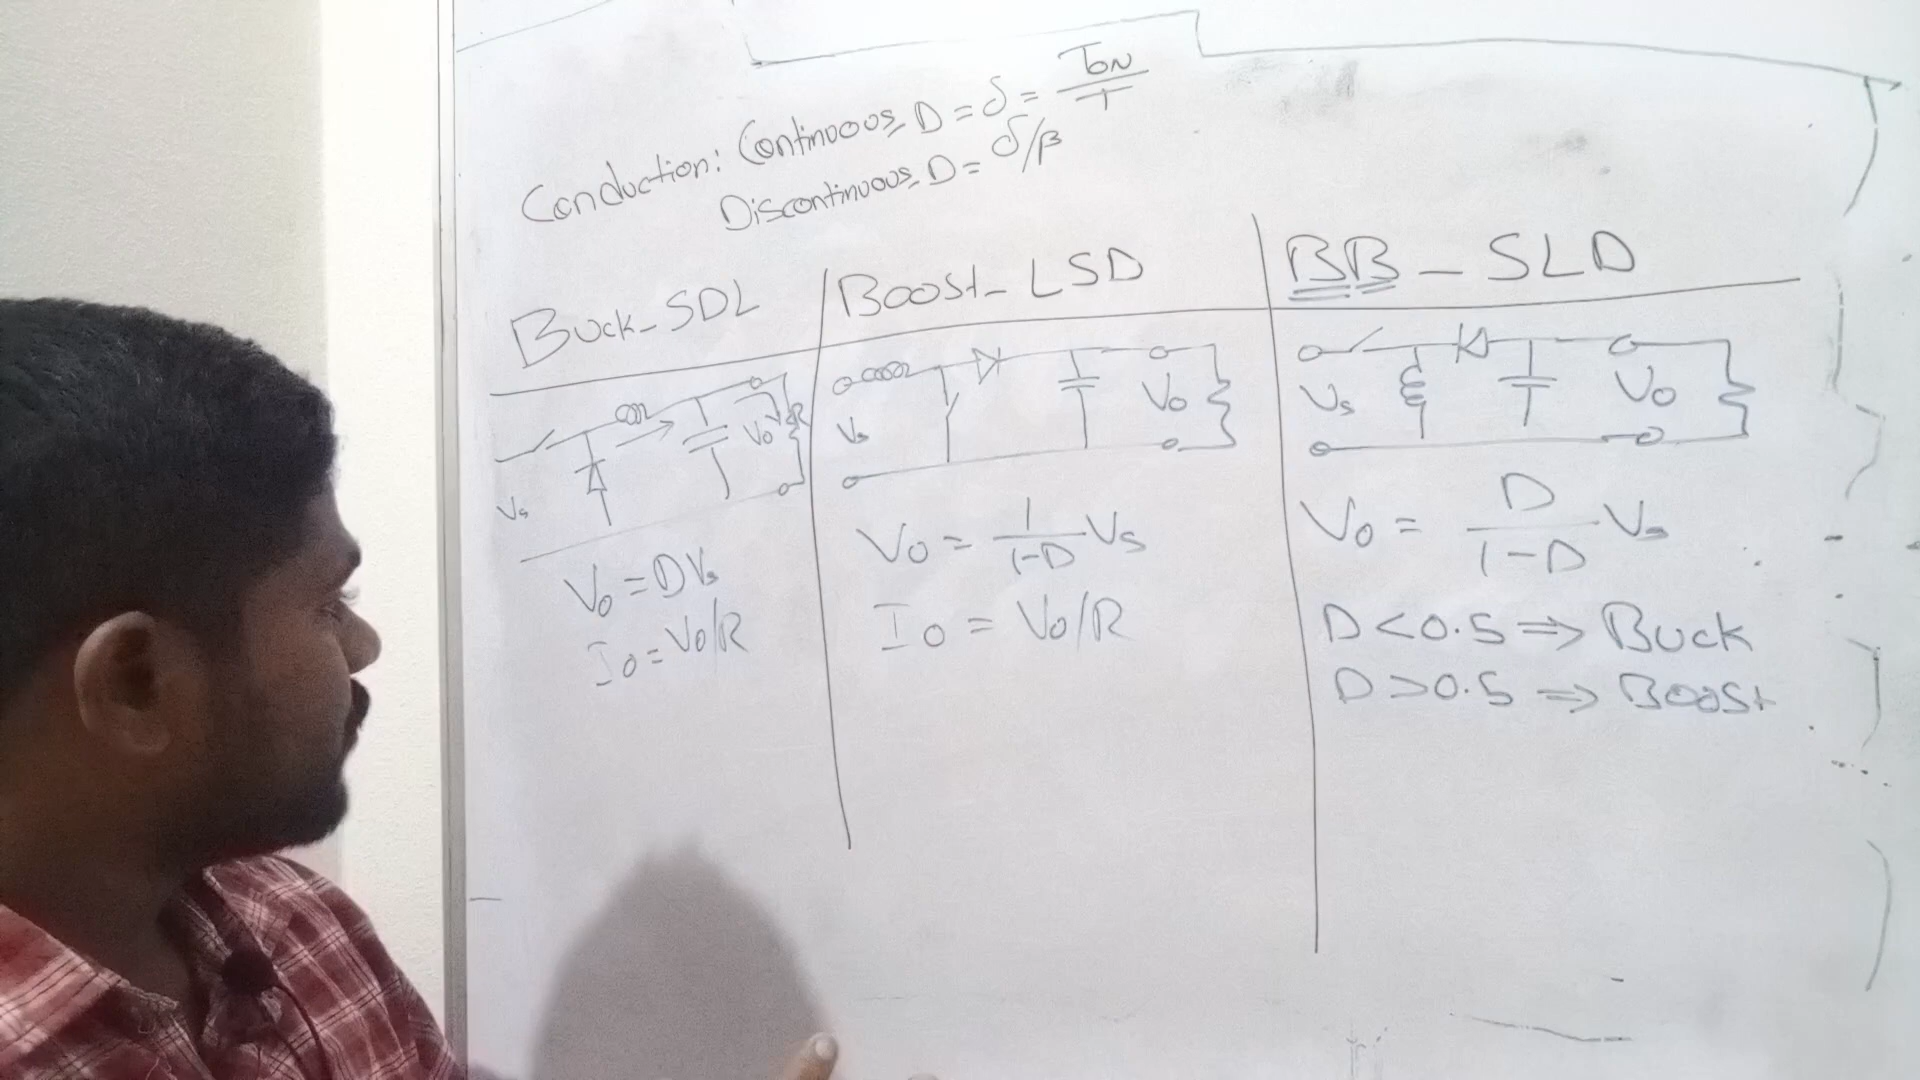 Conduction: Continuous, D = δ = TON/T
Discontinuous, D = δ/β
Buck - SDL
Vs
Vo
R
Vo = DVs
Io = Vo/R
Boost - LSD
Vs
Vo
Vo = 1/(1-D) Vs
Io = Vo/R
BB - SLD
Vs
Vo
Vo = D/(1-D) Vs
D < 0.5 ⇒ Buck
D > 0.5 ⇒ Boost